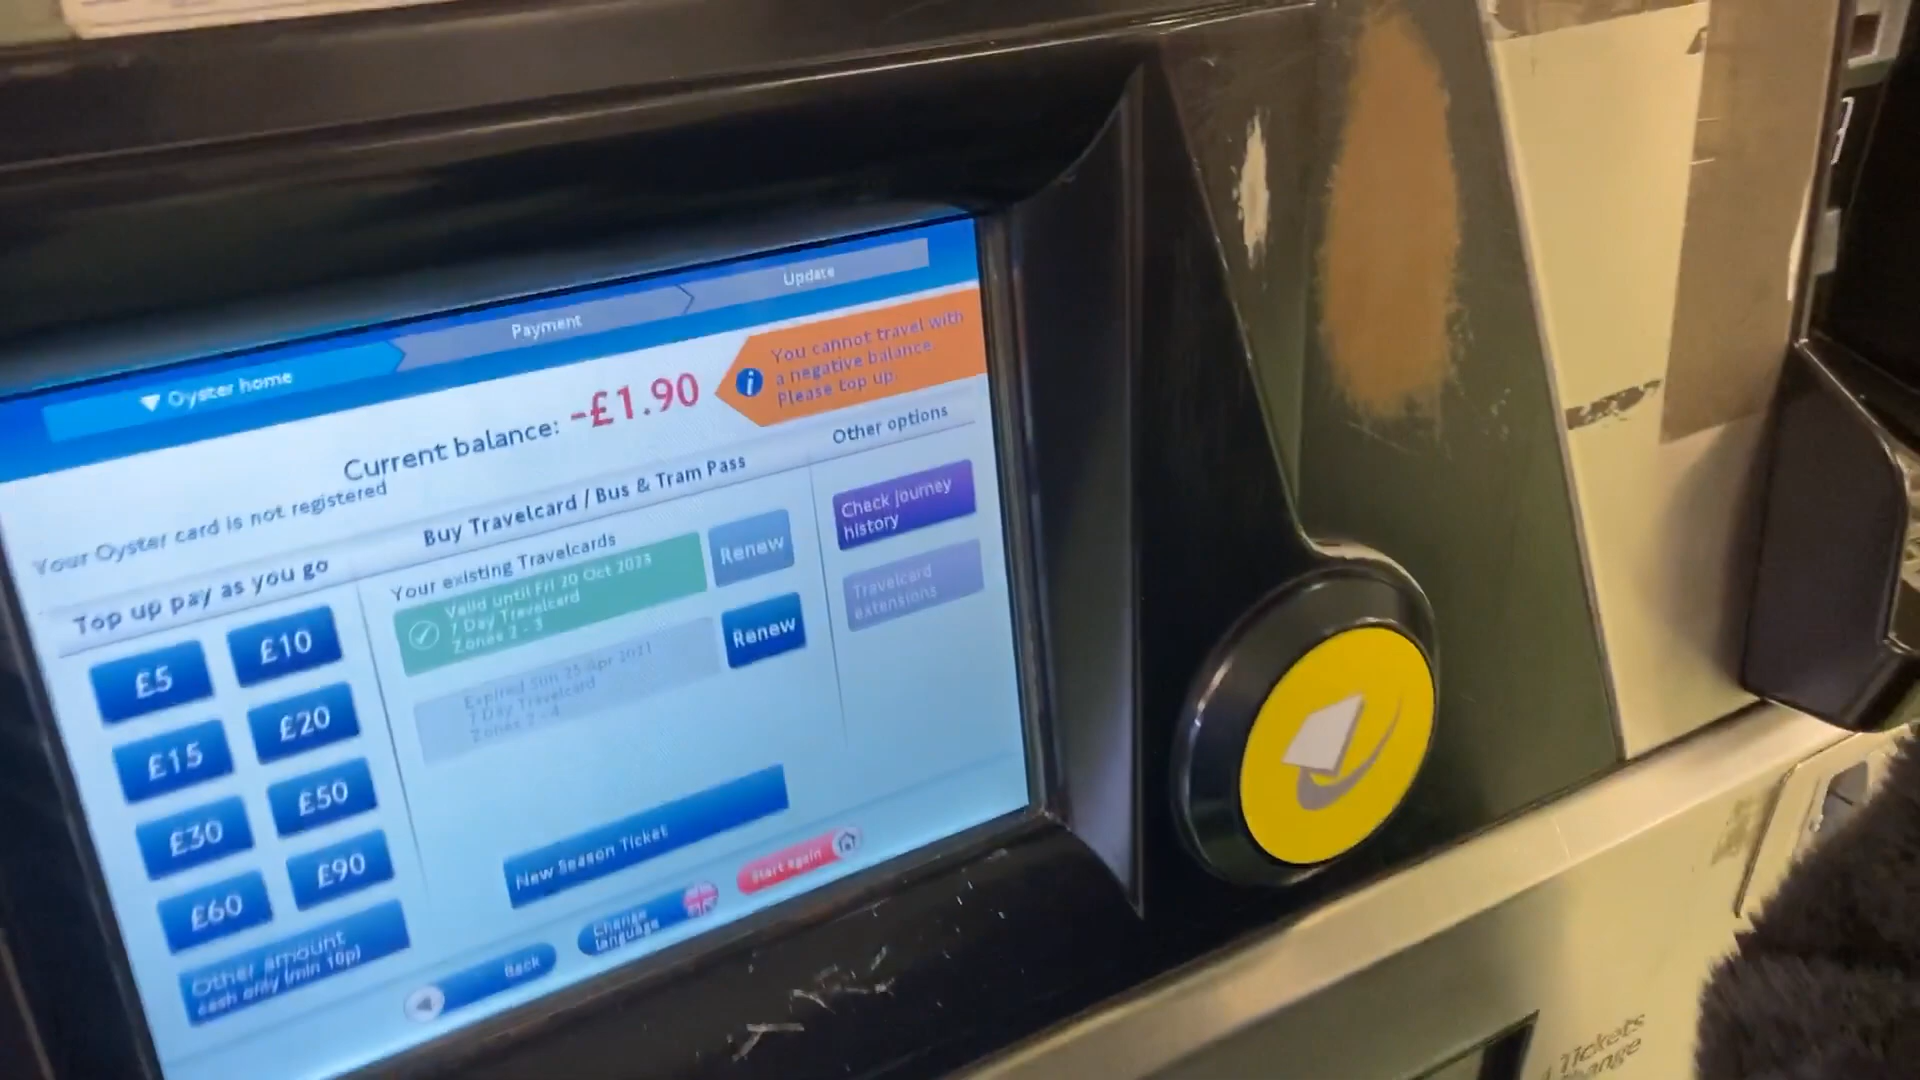 Update
Payment
Oyster home
You cannot travel with
a negative balance.
Please top up.
Current balance: -£1.90
Your Oyster card is not registered
Top up pay as you go
Buy Travelcard / Bus & Tram Pass
Other options
£5
£10
£15
£20
£30
£50
£60
£90
Other amount
cash only (min 10p)
Your existing Travelcards
Valid until Fri 20 Oct 2023
7 Day Travelcard
Zones 2 - 3
Renew
Expired Sun 25 Apr 2021
7 Day Travelcard
Zones 2 - 4
Renew
New Season Ticket
Check journey
history
Travelcard
extensions
Back
Change
language
Start again
Tickets